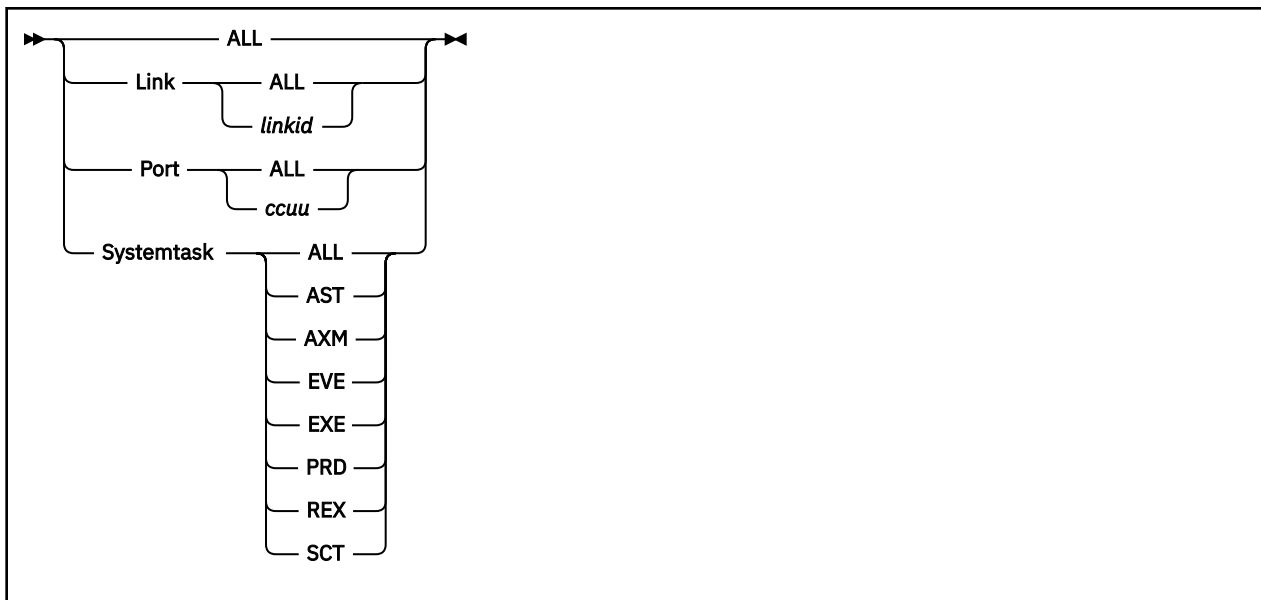 ALL
Link ALL
linkid
Port ALL
ccuu
Systemtask ALL
AST
AXM
EVE
EXE
PRD
REX
SCT